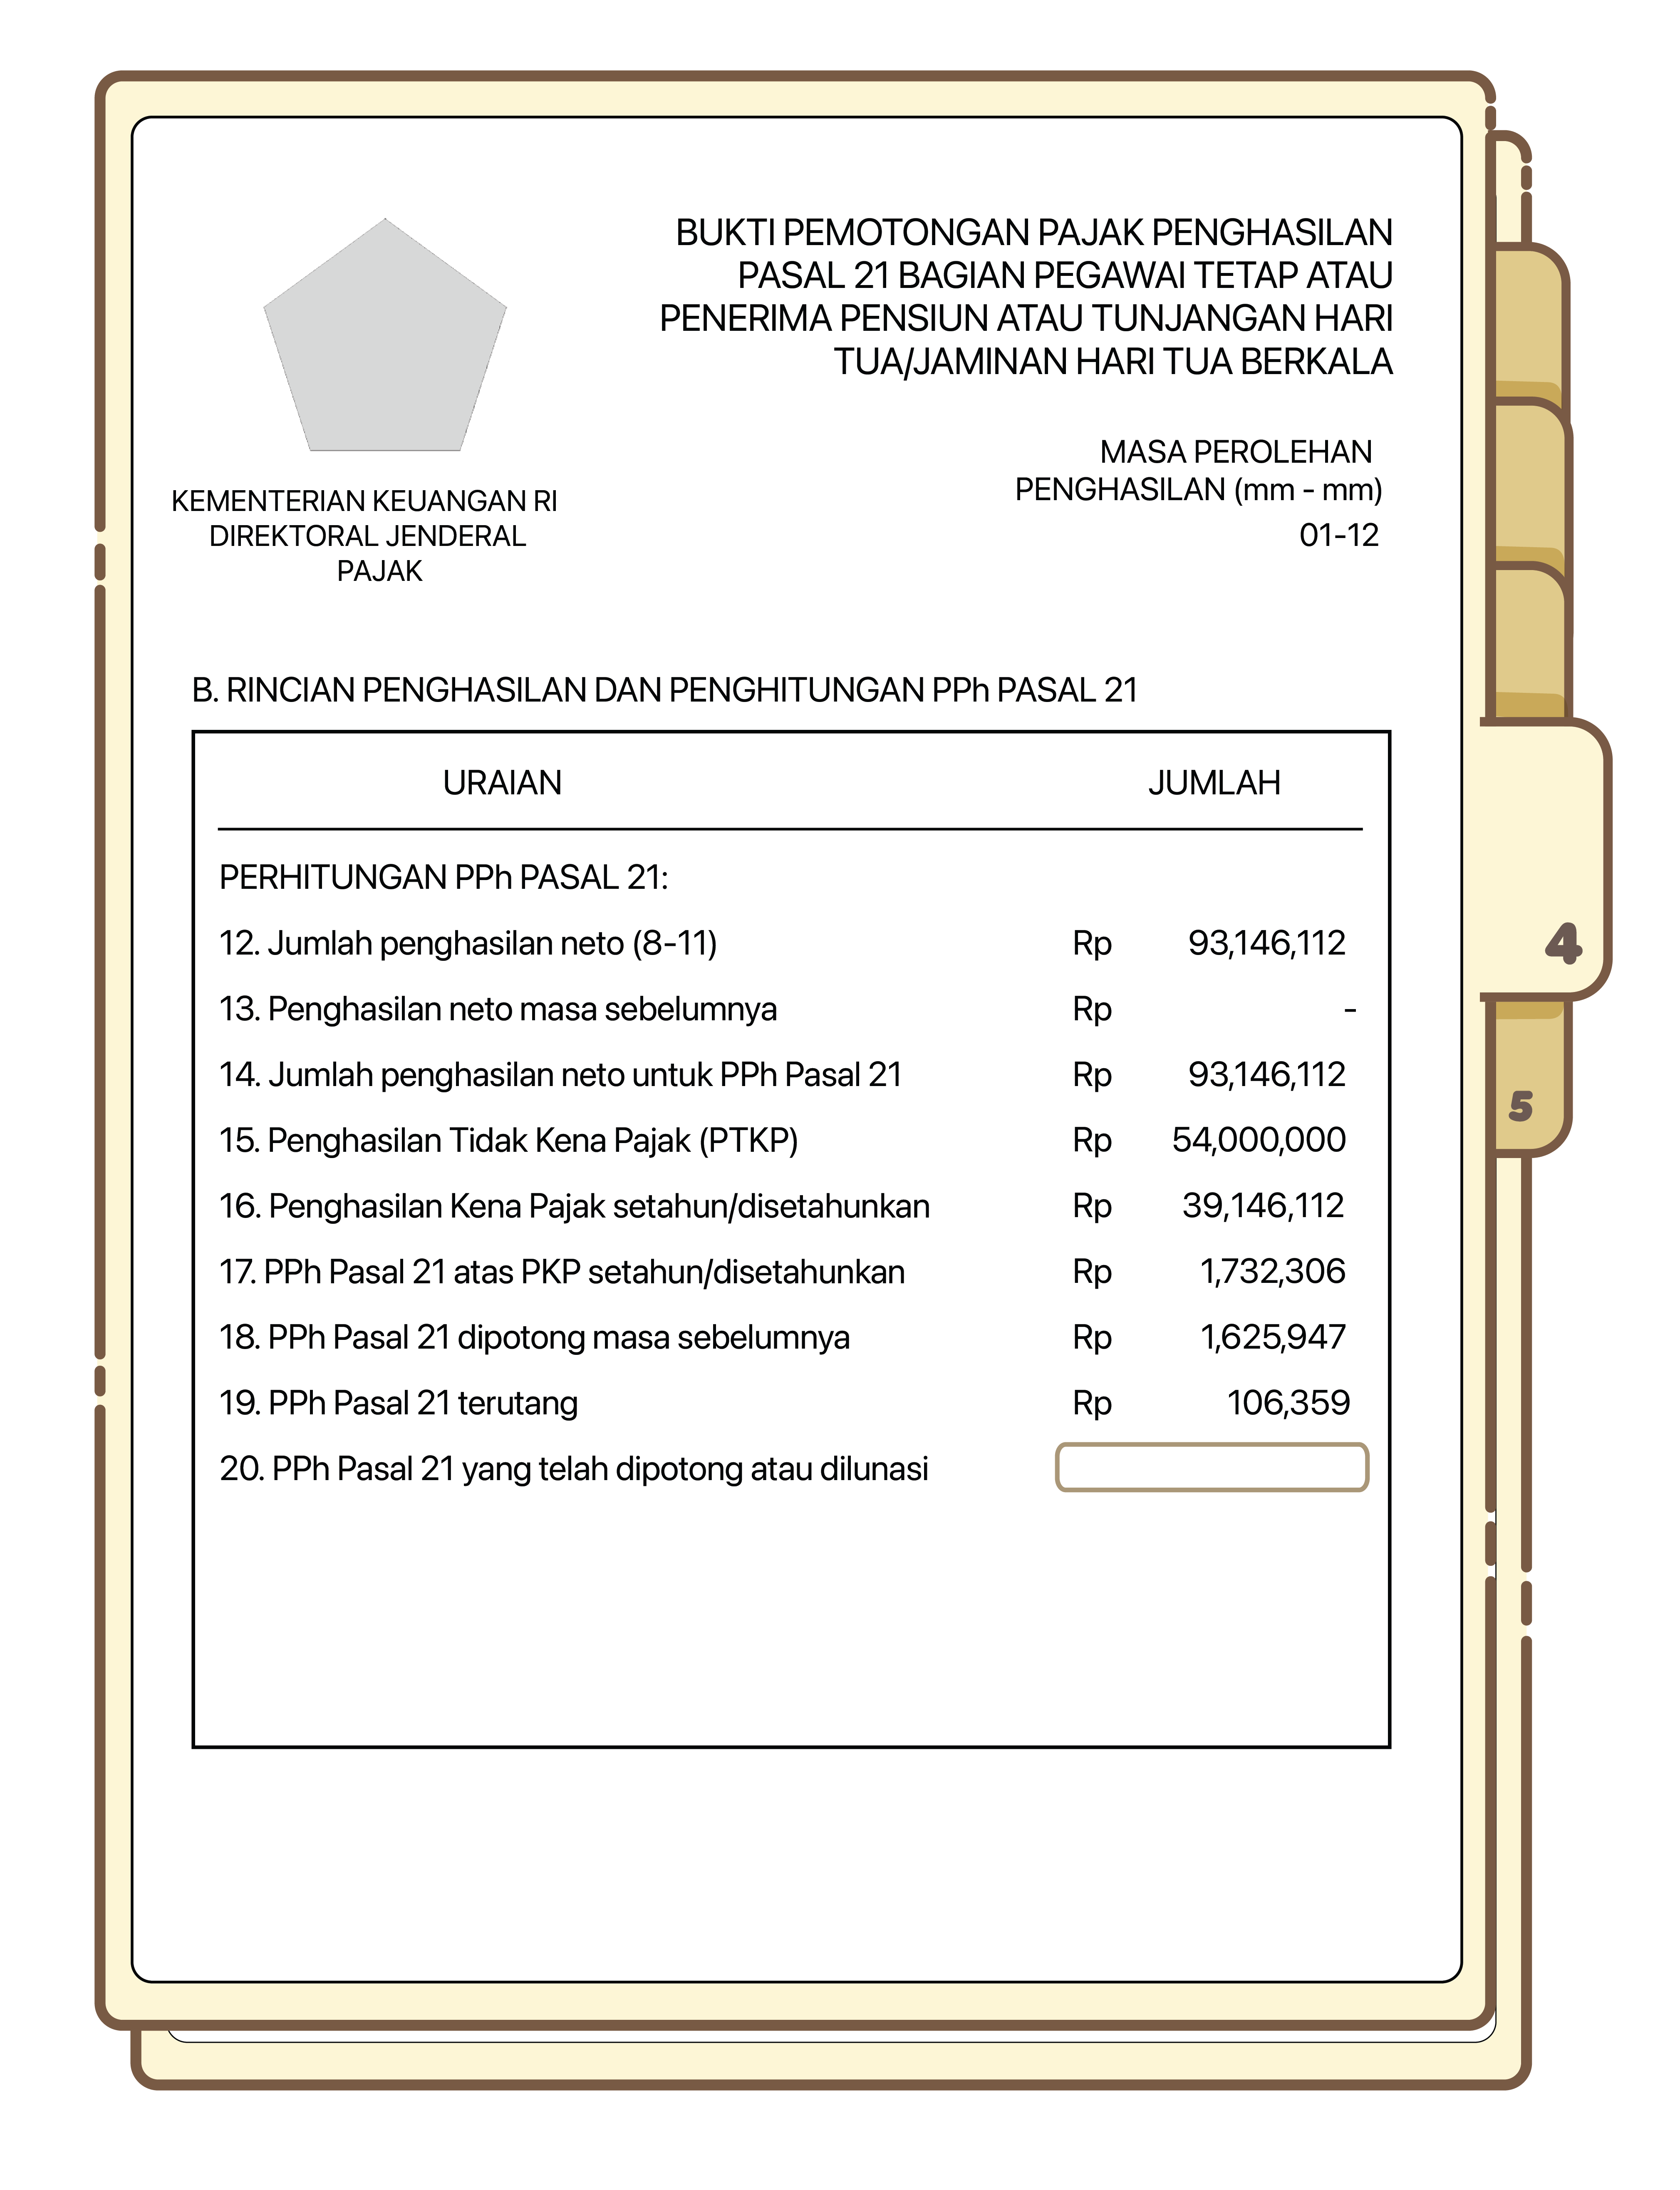 BUKTI PEMOTONGAN PAJAK PENGHASILAN
PASAL 21 BAGIAN PEGAWAI TETAP ATAU
PENERIMA PENSIUN ATAU TUNJANGAN HARI
TUA/JAMINAN HARI TUA BERKALA
MASA PEROLEHAN
PENGHASILAN (mm - mm)
01-12
KEMENTERIAN KEUANGAN RI
DIREKTORAL JENDERAL
PAJAK
B. RINCIAN PENGHASILAN DAN PENGHITUNGAN PPh PASAL 21
URAIAN JUMLAH
PERHITUNGAN PPh PASAL 21:
12. Jumlah penghasilan neto (8-11) Rp 93,146,112
13. Penghasilan neto masa sebelumnya Rp -
14. Jumlah penghasilan neto untuk PPh Pasal 21 Rp 93,146,112
15. Penghasilan Tidak Kena Pajak (PTKP) Rp 54,000,000
16. Penghasilan Kena Pajak setahun/disetahunkan Rp 39,146,112
17. PPh Pasal 21 atas PKP setahun/disetahunkan Rp 1,732,306
18. PPh Pasal 21 dipotong masa sebelumnya Rp 1,625,947
19. PPh Pasal 21 terutang Rp 106,359
20. PPh Pasal 21 yang telah dipotong atau dilunasi
4
5